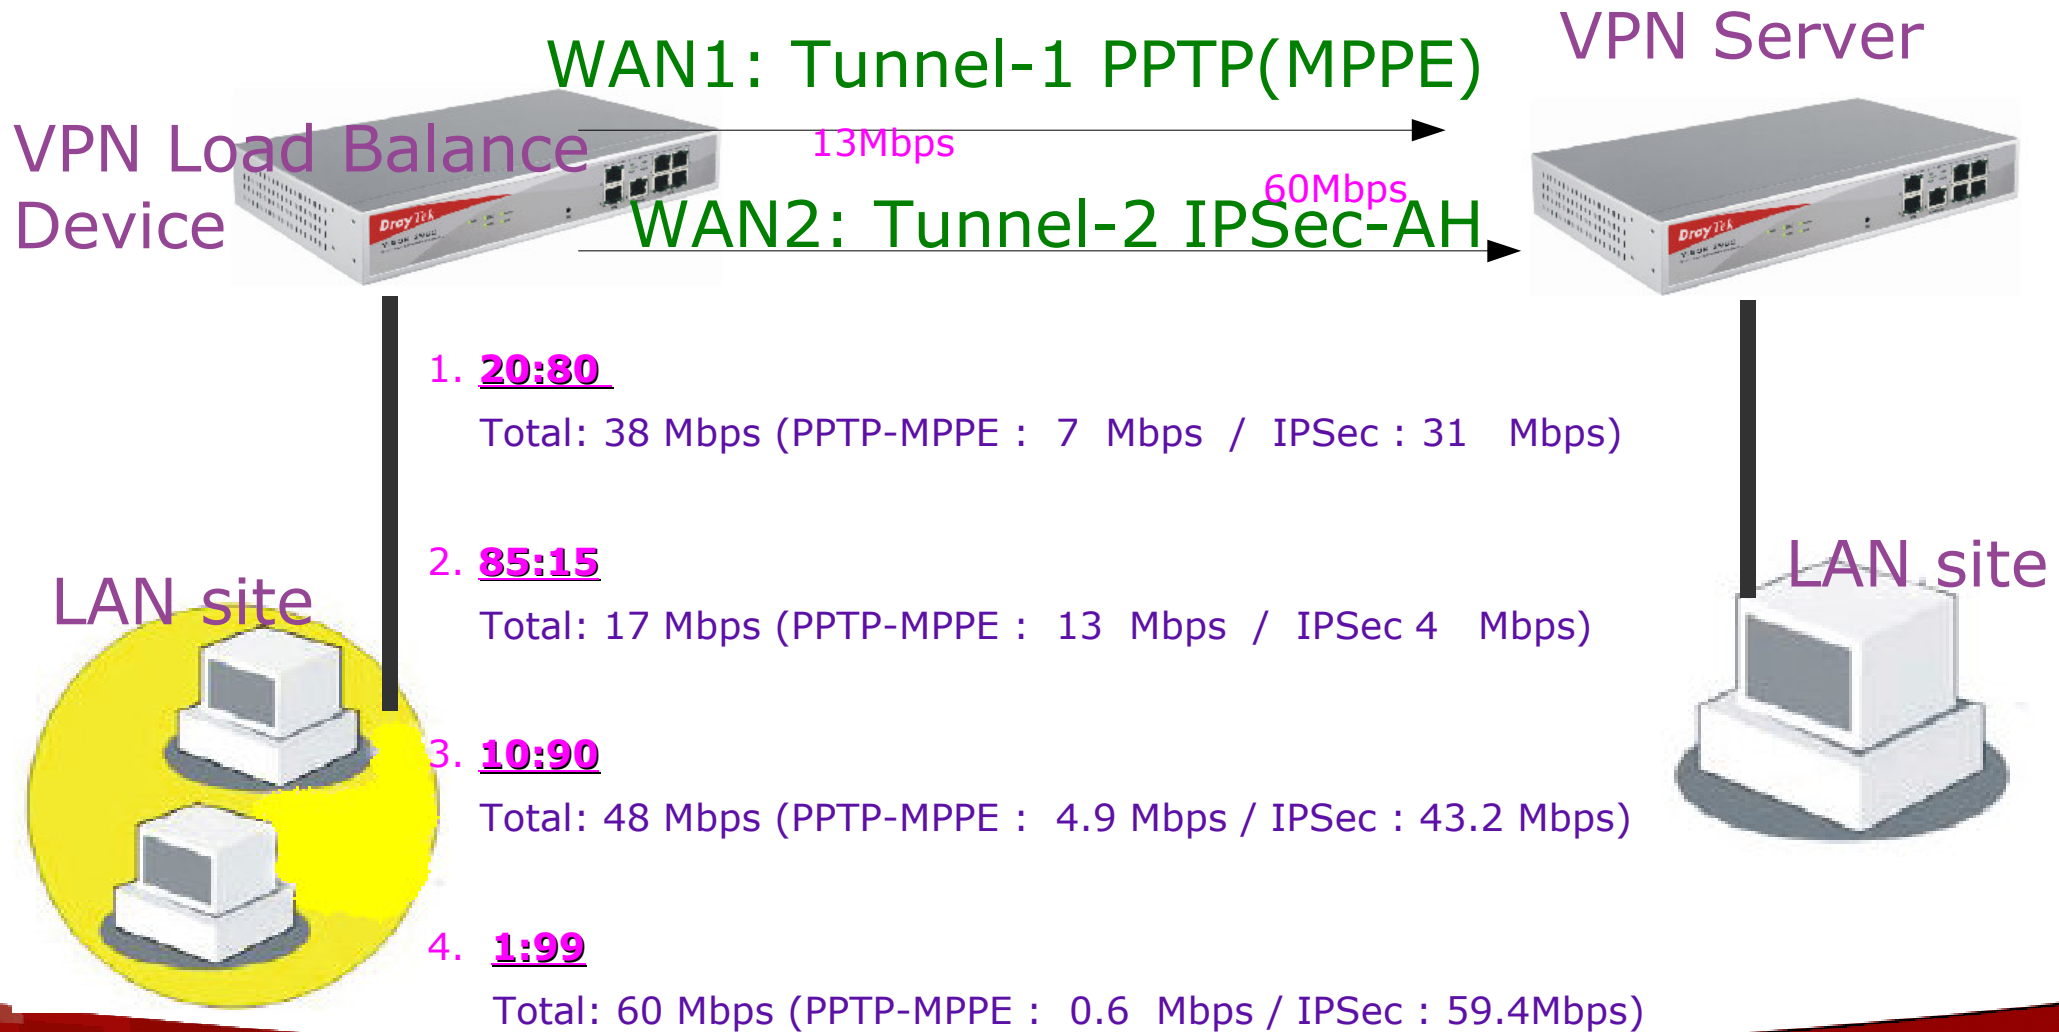 VPN Server
WAN1: Tunnel-1 PPTP(MPPE)
VPN Load Balance
Device
13Mbps
60Mbps
WAN2: Tunnel-2 IPSec-AH
DrayTek
DrayTek
1. 20:80
Total: 38 Mbps (PPTP-MPPE : 7 Mbps / IPSec : 31 Mbps)
2. 85:15
LAN site
LAN site
Total: 17 Mbps (PPTP-MPPE : 13 Mbps / IPSec 4 Mbps)
3. 10:90
Total: 48 Mbps (PPTP-MPPE : 4.9 Mbps / IPSec : 43.2 Mbps)
4. 1:99
Total: 60 Mbps (PPTP-MPPE : 0.6 Mbps / IPSec : 59.4Mbps)